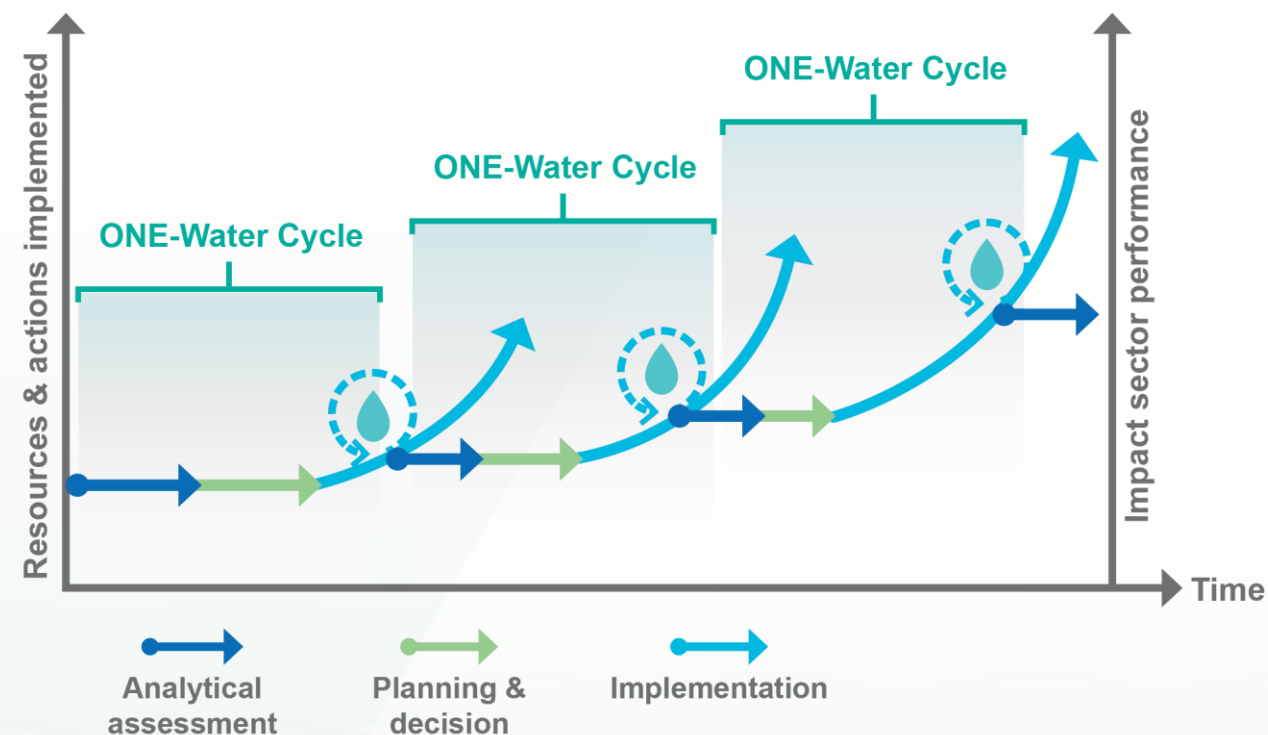 Resources & actions implemented
ONE-Water Cycle
ONE-Water Cycle
ONE-Water Cycle
Impact sector performance
Time
Analytical
assessment
Planning &
decision
Implementation